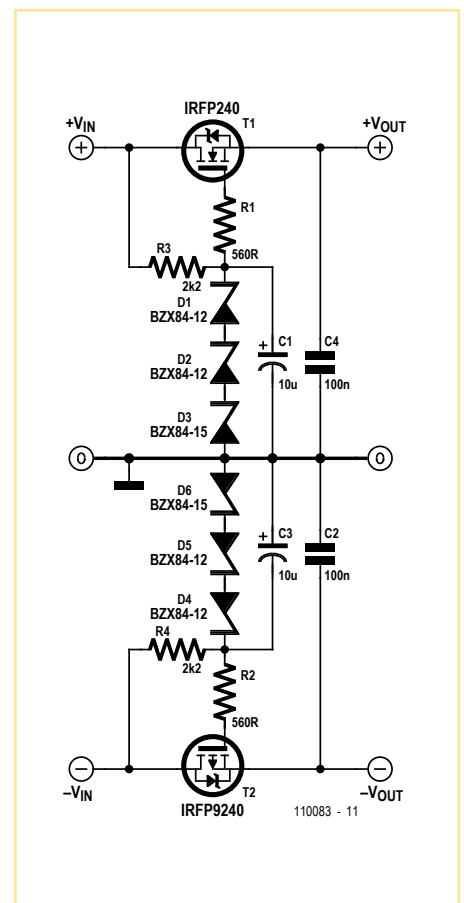 IRFP240
+VIN
T1
+VOUT
R1
560R
R3
2k2
D1
BZX84-12
C1
C4
+
D2
BZX84-12
10u
100n
D3
BZX84-15
0
0
D6
BZX84-15
D5
BZX84-12
C3
C2
+
10u
100n
D4
BZX84-12
R4
2k2
R2
560R
–VIN
T2
–VOUT
IRFP9240
110083 - 11